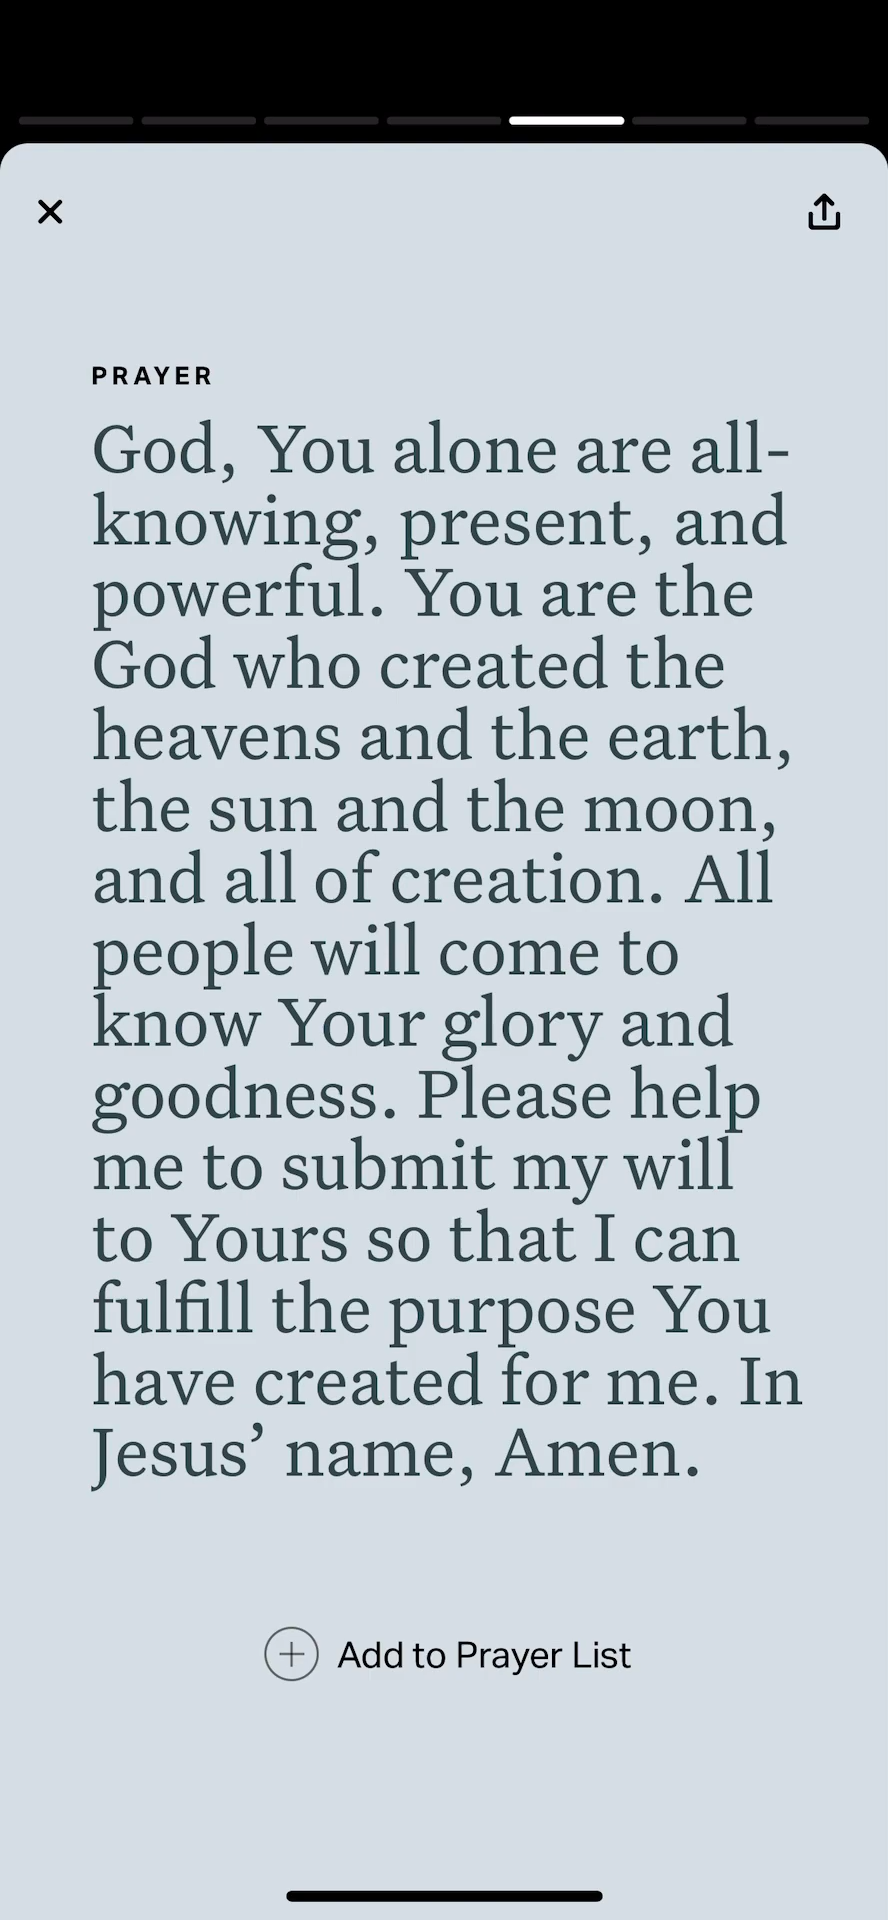 PRAYER
God, You alone are all-
knowing, present, and
powerful. You are the
God who created the
heavens and the earth,
the sun and the moon,
and all of creation. All
people will come to
know Your glory and
goodness. Please help
me to submit my will
to Yours so that I can
fulfill the purpose You
have created for me. In
Jesus’ name, Amen.
Add to Prayer List